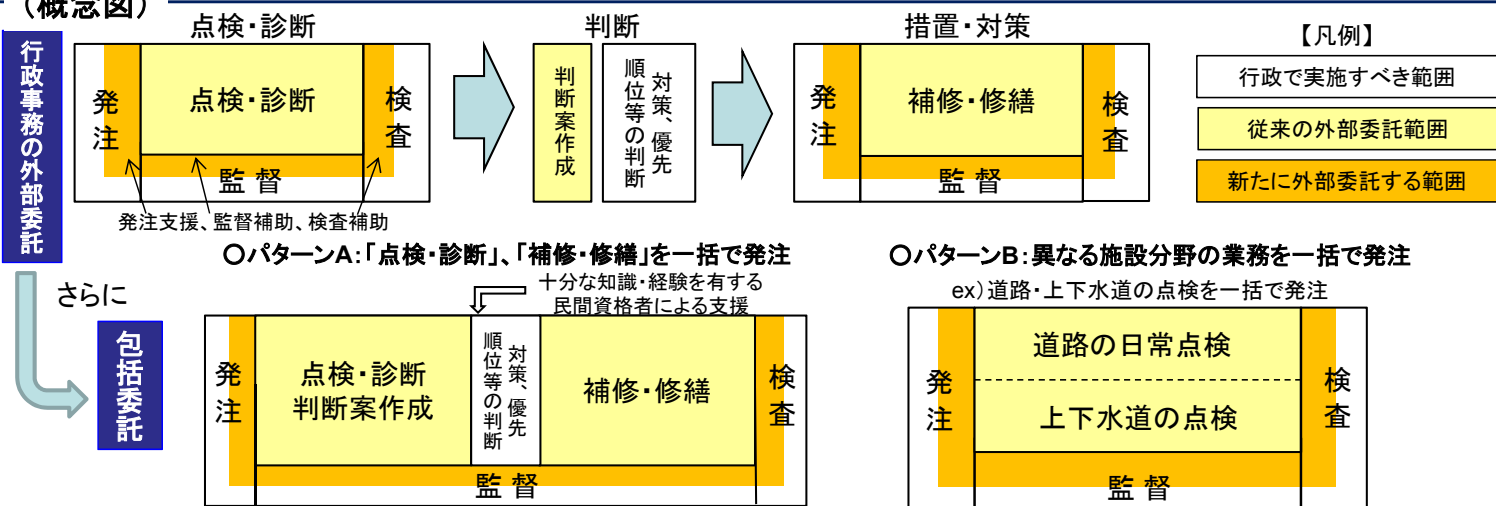 (概念図)
行政事務の外部委託
点検・診断
発注
点検・診断
検査
監督
発注支援、監督補助、検査補助
判断
判断案作成
対策、優先
順位等の判断
措置・対策
発注
補修・修繕
検査
監督
【凡例】
行政で実施すべき範囲
従来の外部委託範囲
新たに外部委託する範囲
さらに
包括委託
○パターンA:「点検・診断」、「補修・修繕」を一括で発注
十分な知識・経験を有する
民間資格者による支援
発注
点検・診断
判断案作成
対策、優先
順位等の判断
補修・修繕
検査
監督
○パターンB:異なる施設分野の業務を一括で発注
ex)道路・上下水道の点検を一括で発注
発注
道路の日常点検
上下水道の点検
検査
監督